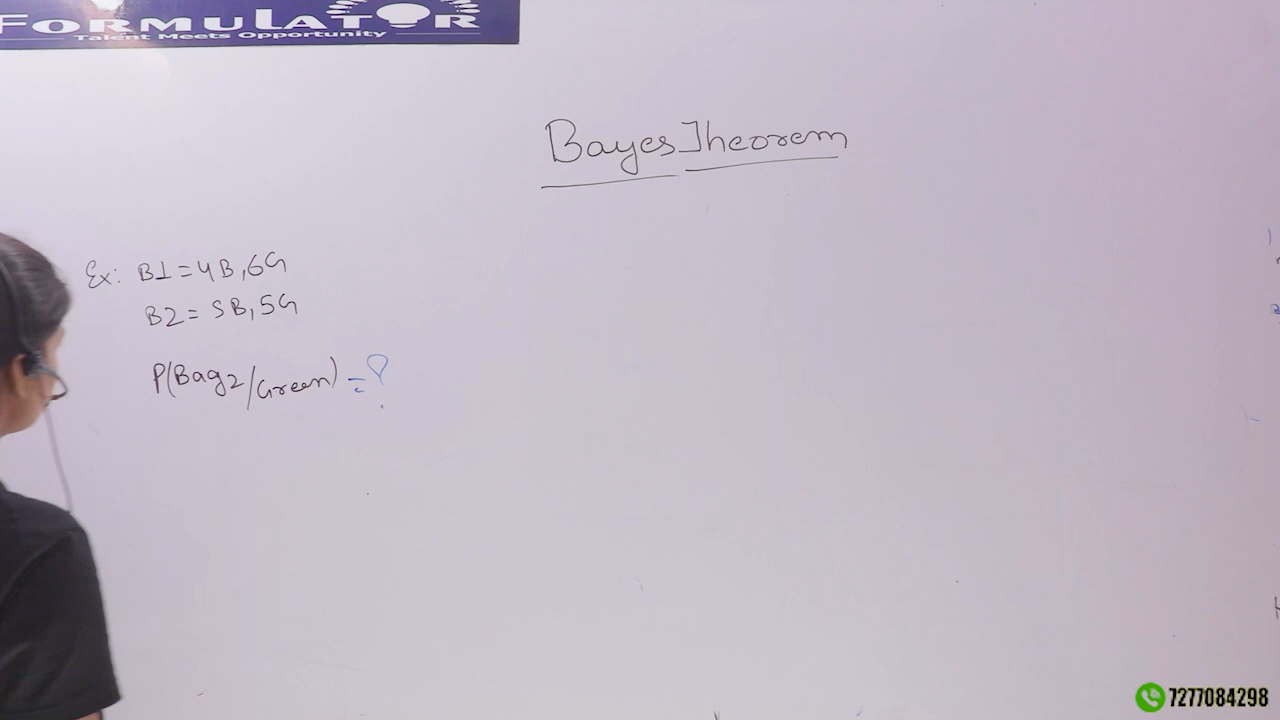 FORMULATOR
Talent Meets Opportunity
Bayes Theorem
Ex: B1 = 4B, 6G
B2 = 5B, 5G
P(Bag2/Green) = ?
7277084298